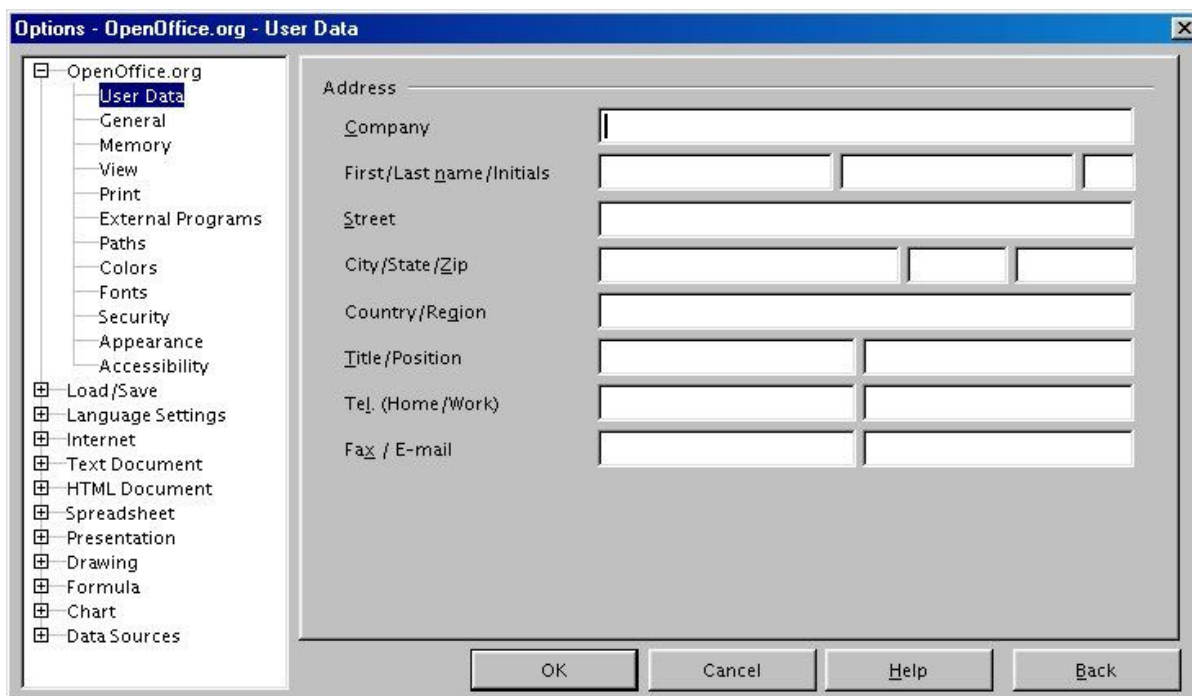 Options - OpenOffice.org - User Data
OpenOffice.org
User Data
General
Memory
View
Print
External Programs
Paths
Colors
Fonts
Security
Appearance
Accessibility
Load/Save
Language Settings
Internet
Text Document
HTML Document
Spreadsheet
Presentation
Drawing
Formula
Chart
Data Sources
Address
Company
First/Last name/Initials
Street
City/State/Zip
Country/Region
Title/Position
Tel. (Home/Work)
Fax / E-mail
OK
Cancel
Help
Back